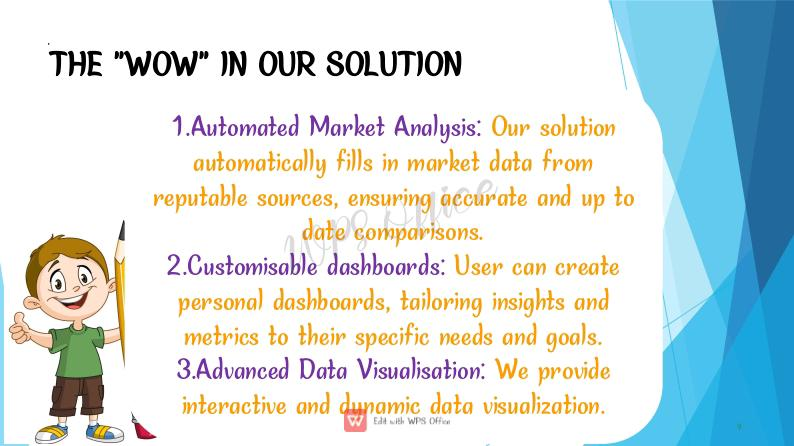 THE "WOW" IN OUR SOLUTION
1.Automated Market Analysis: Our solution
automatically fills in market data from
reputable sources, ensuring accurate and up to
date comparisons.
2.Customisable dashboards: User can create
personal dashboards, tailoring insights and
metrics to their specific needs and goals.
3.Advanced Data Visualisation: We provide
interactive and dynamic data visualization.
WPS Office
Edit with WPS Office
9